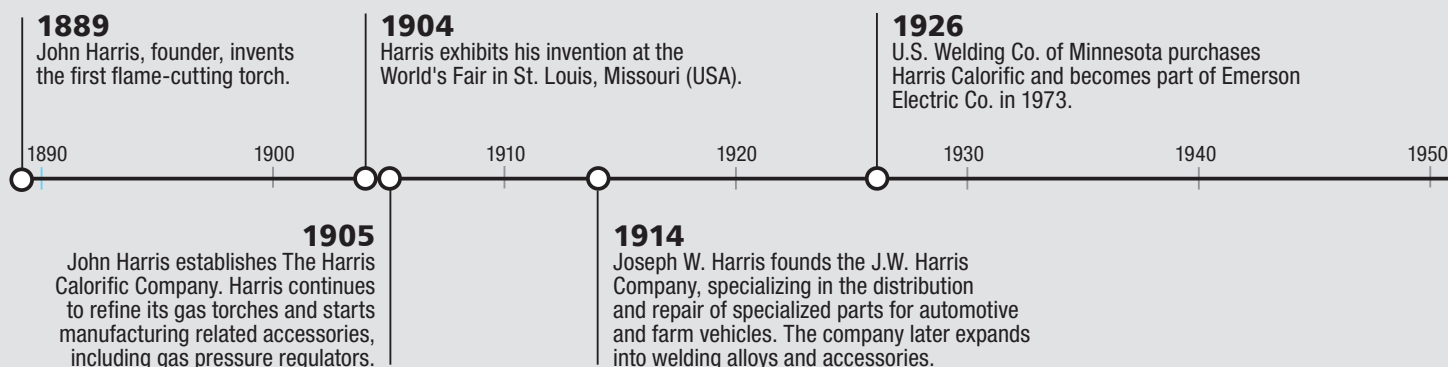 1889
John Harris, founder, invents
the first flame-cutting torch.
1904
Harris exhibits his invention at the
World's Fair in St. Louis, Missouri (USA).
1926
U.S. Welding Co. of Minnesota purchases
Harris Calorific and becomes part of Emerson
Electric Co. in 1973.
1890
1900
1910
1920
1930
1940
1950
1905
John Harris establishes The Harris
Calorific Company. Harris continues
to refine its gas torches and starts
manufacturing related accessories,
including gas pressure regulators.
1914
Joseph W. Harris founds the J.W. Harris
Company, specializing in the distribution
and repair of specialized parts for automotive
and farm vehicles. The company later expands
into welding alloys and accessories.